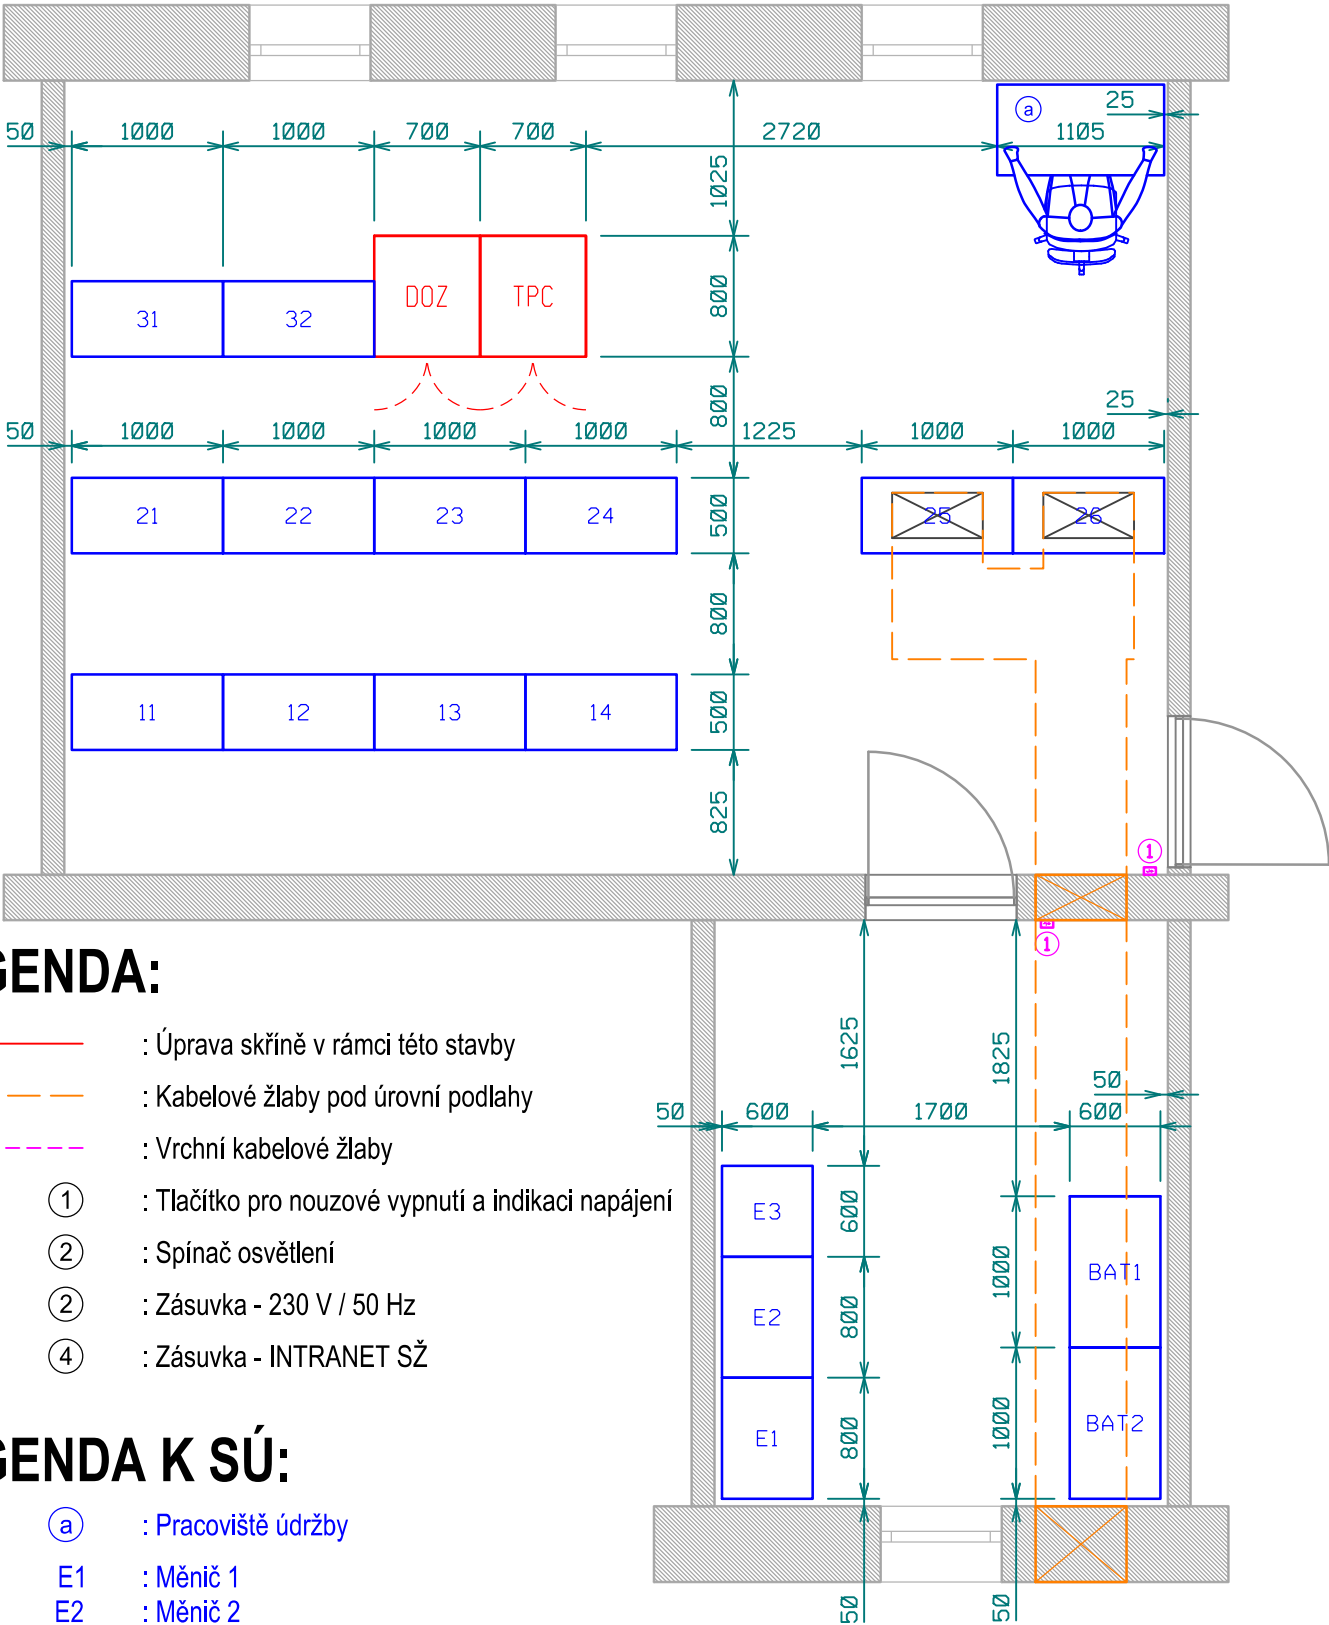 a
25
50 1000 1000 700 700 2720 1105
1025
31 32 DOZ TPC
800
800
25
50 1000 1000 1000 1000 1225 1000 1000
21 22 23 24 25 26
500
800
11 12 13 14
500
825
1
1
GENDA:
: Úprava skříně v rámci této stavby
: Kabelové žlaby pod úrovní podlahy
: Vrchní kabelové žlaby
1 : Tlačítko pro nouzové vypnutí a indikaci napájení
2 : Spínač osvětlení
2 : Zásuvka - 230 V / 50 Hz
4 : Zásuvka - INTRANET SŽ
1625
1825
50
50 600 1700 600
E3
600
E2
800
E1
800
BAT1
1000
BAT2
1000
50
50
GENDA K SÚ:
a : Pracoviště údržby
E1 : Měnič 1
E2 : Měnič 2